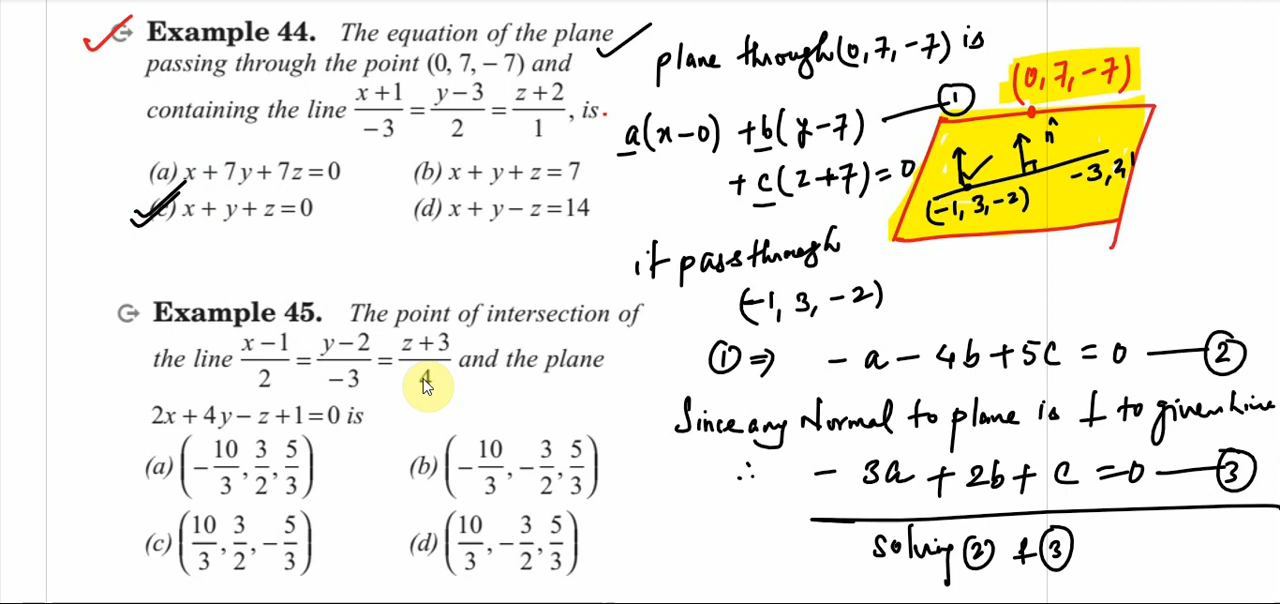 Example 44. The equation of the plane
passing through the point (0, 7, – 7) and
containing the line x+1/−3 = y−3/2 = z+2/1, is.
(a) x + 7y + 7z = 0 (b) x + y + z = 7
x + y + z = 0 (d) x + y − z = 14
Example 45. The point of intersection of
the line x−1/2 = y−2/−3 = z+3/4 and the plane
2x + 4y − z + 1 = 0 is
(a) (−10/3, 3/2, 5/3) (b) (−10/3, −3/2, 5/3)
(c) (10/3, 3/2, −5/3) (d) (10/3, −3/2, 5/3)
plane through (0, 7, -7) is
a(x-0) + b(y-7) ①
+ c(z+7) = 0
(0, 7, -7)
n̂
-3, 2
(-1, 3, -2)
it pass through
(-1, 3, -2)
① ⇒ - a - 4b + 5c = 0 ②
Since any Normal to plane is ⊥ to given line
∴ - 3a + 2b + c = 0 ③
Solving ② & ③